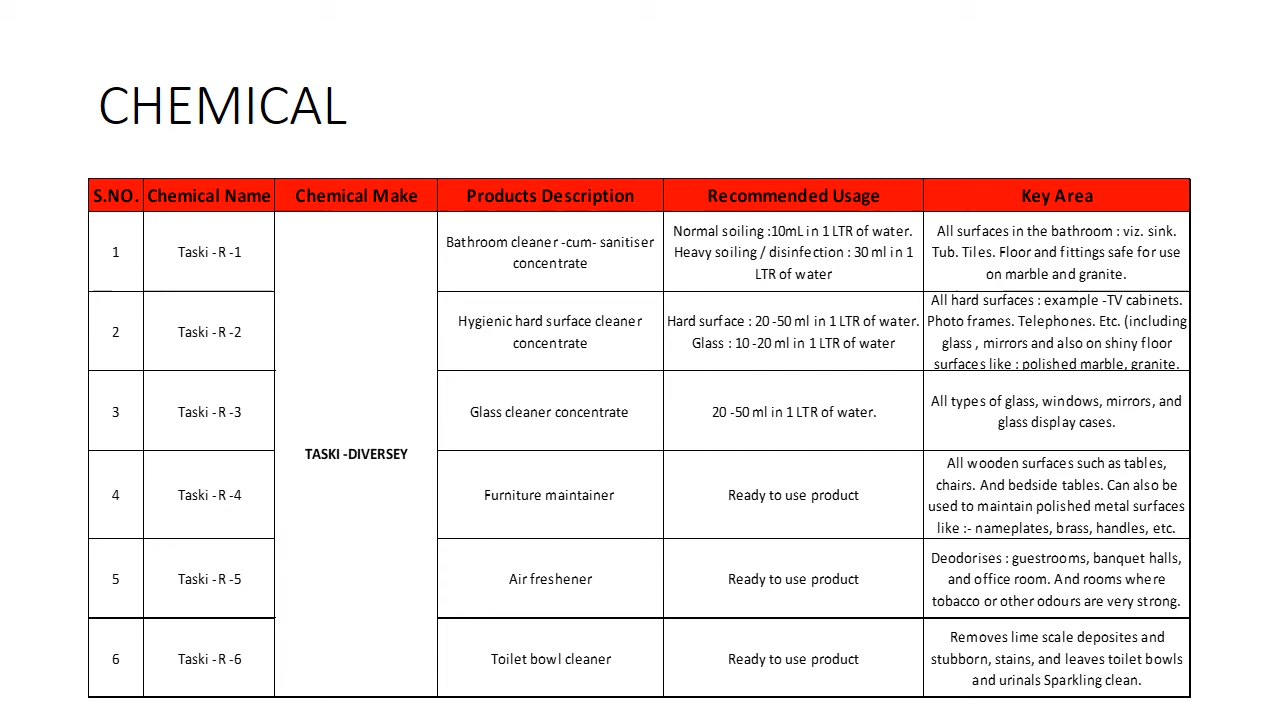 CHEMICAL
S.NO. Chemical Name Chemical Make Products Description Recommended Usage Key Area
1 Taski -R -1
Bathroom cleaner -cum- sanitiser
concentrate
Normal soiling :10mL in 1 LTR of water.
Heavy soiling / disinfection : 30 ml in 1
LTR of water
All surfaces in the bathroom : viz. sink.
Tub. Tiles. Floor and fittings safe for use
on marble and granite.
2 Taski -R -2
Hygienic hard surface cleaner
concentrate
Hard surface : 20 -50 ml in 1 LTR of water.
Glass : 10 -20 ml in 1 LTR of water
All hard surfaces : example -TV cabinets.
Photo frames. Telephones. Etc. (including
glass , mirrors and also on shiny floor
surfaces like : polished marble, granite.
3 Taski -R -3
Glass cleaner concentrate
20 -50 ml in 1 LTR of water.
All types of glass, windows, mirrors, and
glass display cases.
TASKI -DIVERSEY
4 Taski -R -4
Furniture maintainer
Ready to use product
All wooden surfaces such as tables,
chairs. And bedside tables. Can also be
used to maintain polished metal surfaces
like :- nameplates, brass, handles, etc.
5 Taski -R -5
Air freshener
Ready to use product
Deodorises : guestrooms, banquet halls,
and office room. And rooms where
tobacco or other odours are very strong.
6 Taski -R -6
Toilet bowl cleaner
Ready to use product
Removes lime scale deposites and
stubborn, stains, and leaves toilet bowls
and urinals Sparkling clean.